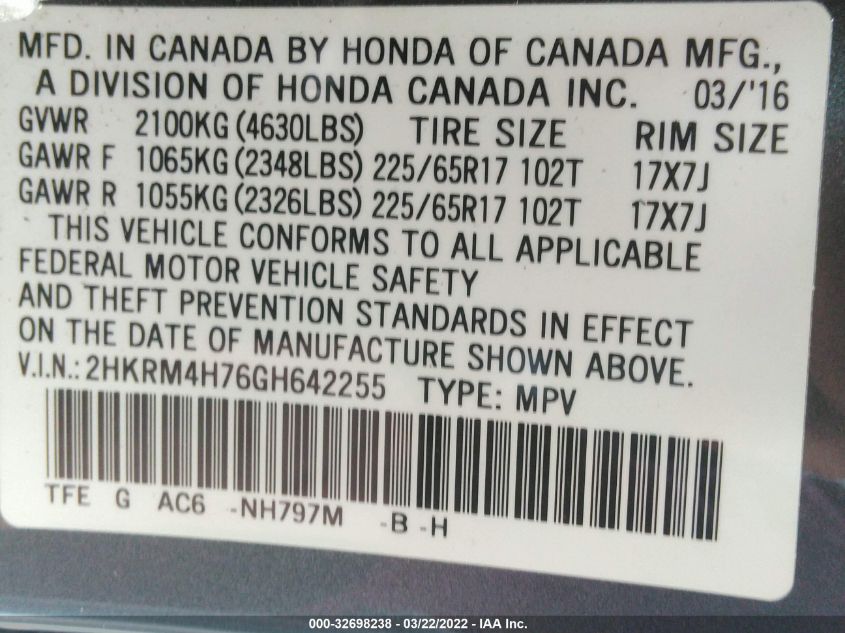 MFD. IN CANADA BY HONDA OF CANADA MFG.,
A DIVISION OF HONDA CANADA INC. 03/'16
GVWR 2100KG (4630LBS) TIRE SIZE RIM SIZE
GAWR F 1065KG (2348LBS) 225/65R17 102T 17X7J
GAWR R 1055KG (2326LBS) 225/65R17 102T 17X7J
THIS VEHICLE CONFORMS TO ALL APPLICABLE
FEDERAL MOTOR VEHICLE SAFETY
AND THEFT PREVENTION STANDARDS IN EFFECT
ON THE DATE OF MANUFACTURE SHOWN ABOVE.
V.I.N.: 2HKRM4H76GH642255 TYPE: MPV
TFE G AC6 -NH797M -B -H
000-32698238 - 03/22/2022 - IAA Inc.